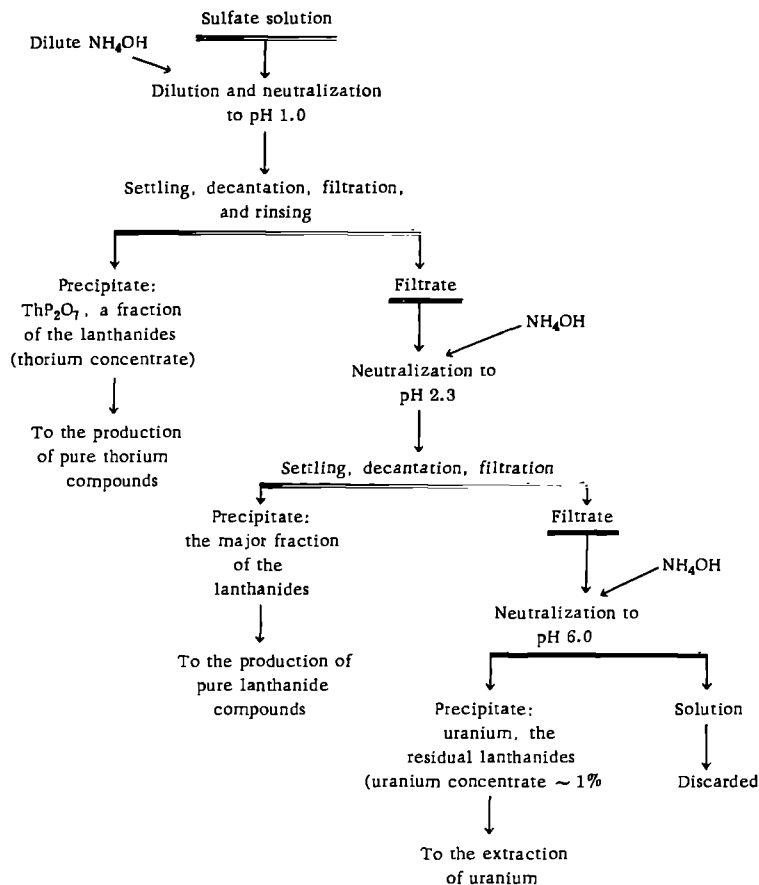 Sulfate solution
Dilute NH₄OH
Dilution and neutralization
to pH 1.0
Settling, decantation, filtration,
and rinsing
Precipitate:
ThP₂O₇, a fraction
of the lanthanides
(thorium concentrate)
To the production
of pure thorium
compounds
Filtrate
NH₄OH
Neutralization to
pH 2.3
Settling, decantation, filtration
Precipitate:
the major fraction
of the
lanthanides
To the production of
pure lanthanide
compounds
Filtrate
NH₄OH
Neutralization to
pH 6.0
Precipitate:
uranium, the
residual lanthanides
(uranium concentrate ~ 1%
To the extraction
of uranium
Solution
Discarded